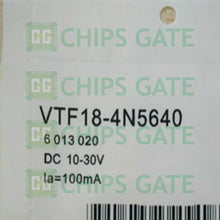 CHIPS GATE
VTF18-4N5640
6 013 020
DC 10-30V
Ia=100mA
CHIPS GATE